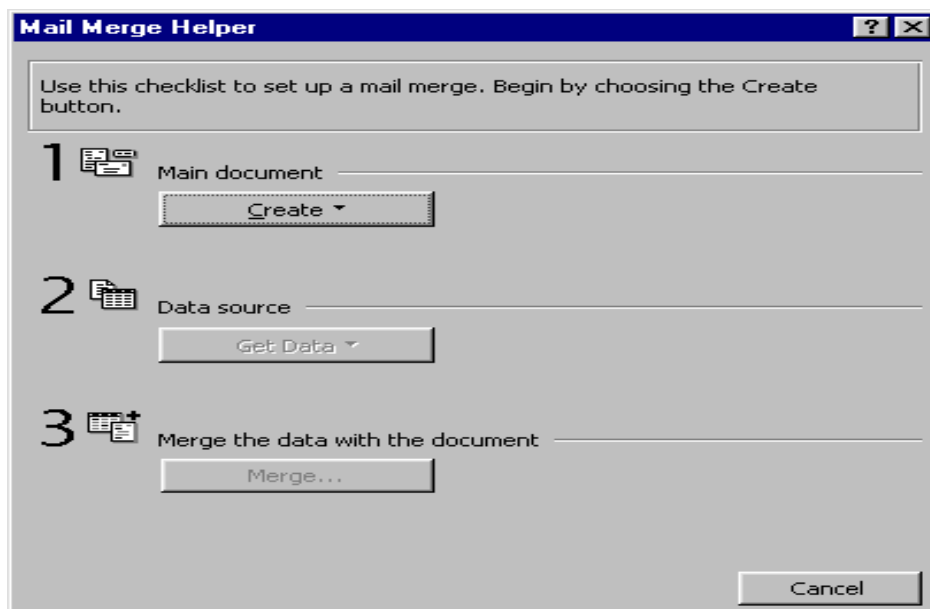 Mail Merge Helper
Use this checklist to set up a mail merge. Begin by choosing the Create
button.
1
Main document
Create
2
Data source
Get Data
3
Merge the data with the document
Merge...
Cancel